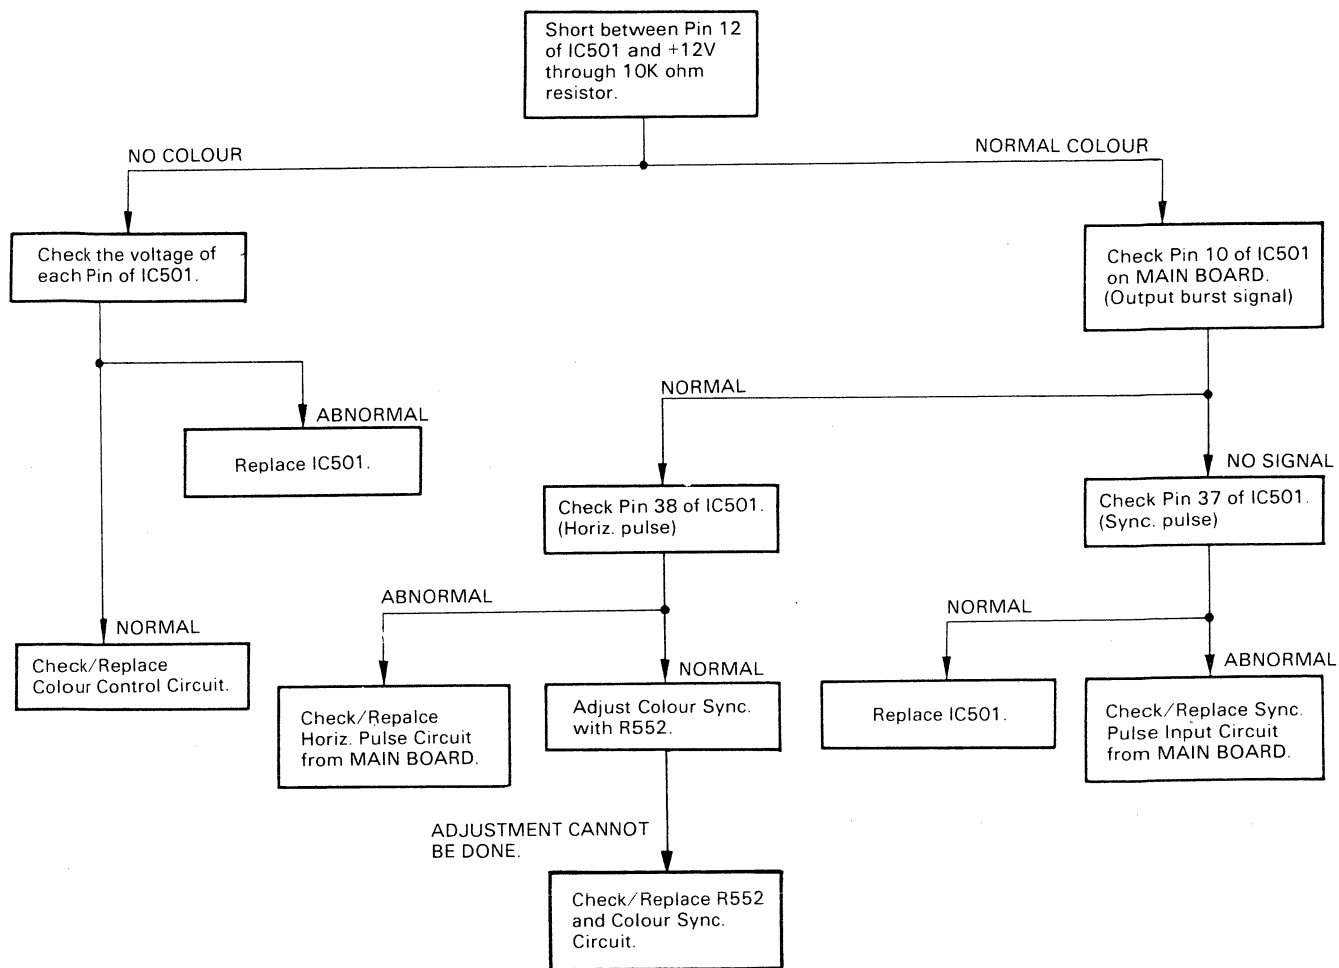 Short between Pin 12
of IC501 and +12V
through 10K ohm
resistor.
NO COLOUR
NORMAL COLOUR
Check the voltage of
each Pin of IC501.
Check Pin 10 of IC501
on MAIN BOARD.
(Output burst signal)
NORMAL
ABNORMAL
Replace IC501.
NO SIGNAL
Check Pin 38 of IC501.
(Horiz. pulse)
Check Pin 37 of IC501.
(Sync. pulse)
ABNORMAL
NORMAL
NORMAL
Check/Replace
Colour Control Circuit.
NORMAL
ABNORMAL
Check/Repalce
Horiz. Pulse Circuit
from MAIN BOARD.
Adjust Colour Sync.
with R552.
Replace IC501.
Check/Replace Sync.
Pulse Input Circuit
from MAIN BOARD.
ADJUSTMENT CANNOT
BE DONE.
Check/Replace R552
and Colour Sync.
Circuit.